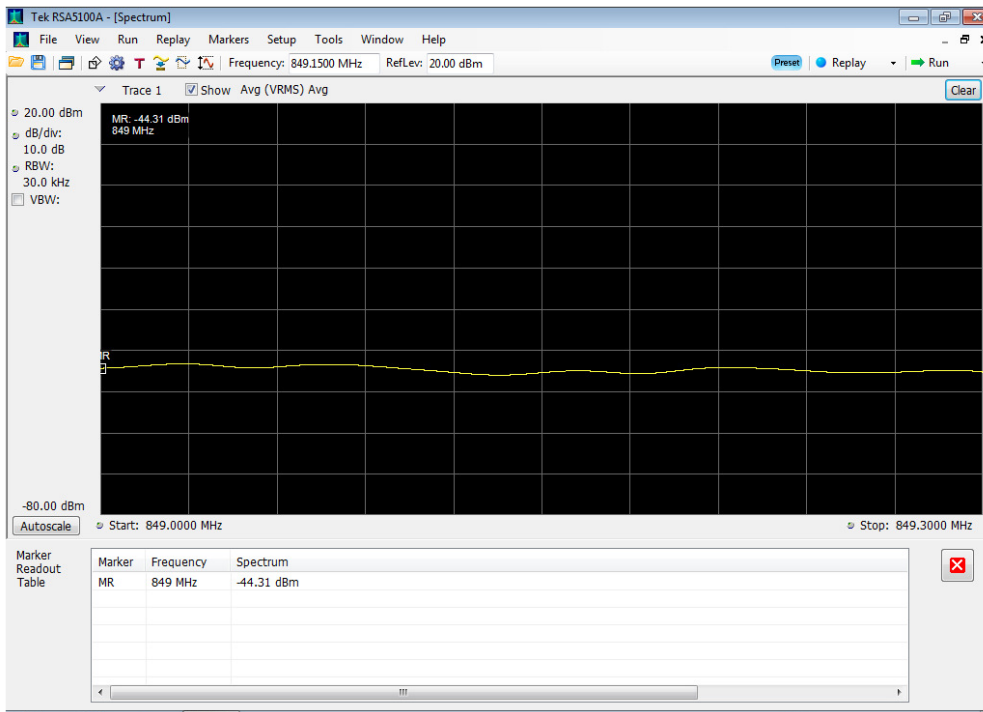 Tek RSA5100A - [Spectrum]
File View Run Replay Markers Setup Tools Window Help
T Frequency: 849.1500 MHz RefLev: 20.00 dBm Preset Replay Run
Trace 1 Show Avg (VRMS) Avg Clear
20.00 dBm
dB/div:
10.0 dB
RBW:
30.0 kHz
VBW:
MR: -44.31 dBm
849 MHz
-80.00 dBm
Autoscale Start: 849.0000 MHz Stop: 849.3000 MHz
Marker
Readout
Table
Marker Frequency Spectrum
MR 849 MHz -44.31 dBm